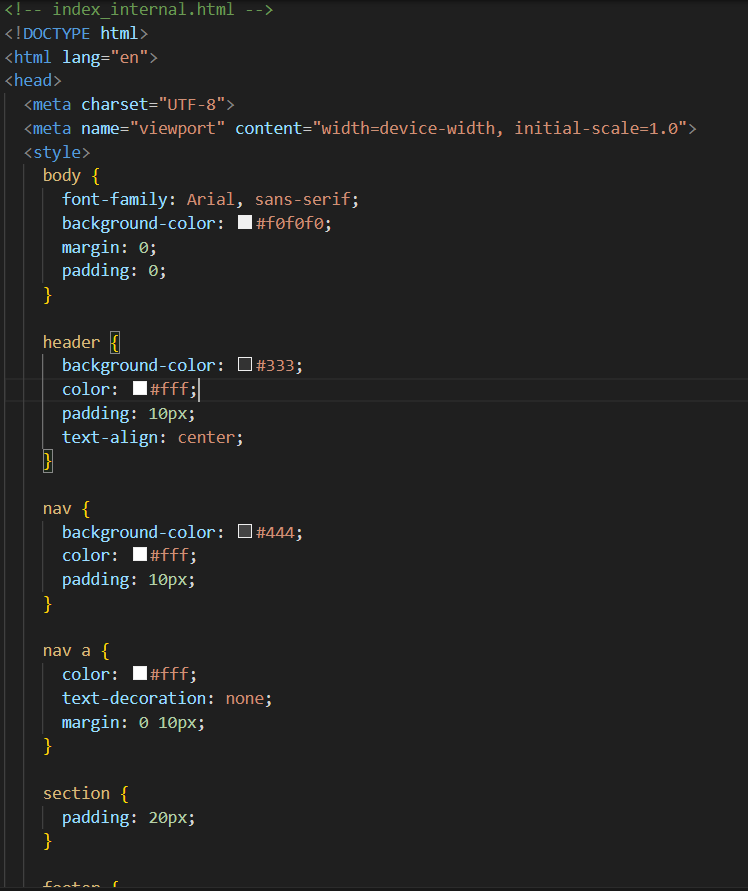 <!-- index_internal.html -->
<!DOCTYPE html>
<html lang="en">
<head>
  <meta charset="UTF-8">
  <meta name="viewport" content="width=device-width, initial-scale=1.0">
  <style>
    body {
      font-family: Arial, sans-serif;
      background-color: #f0f0f0;
      margin: 0;
      padding: 0;
    }

    header {
      background-color: #333;
      color: #fff;
      padding: 10px;
      text-align: center;
    }

    nav {
      background-color: #444;
      color: #fff;
      padding: 10px;
    }

    nav a {
      color: #fff;
      text-decoration: none;
      margin: 0 10px;
    }

    section {
      padding: 20px;
    }

    footer {